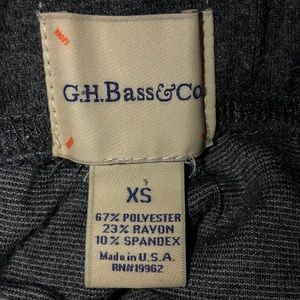 G.H.Bass&Co
XS
67% POLYESTER
23% RAYON
10% SPANDEX
Made in U.S.A.
RN#19962